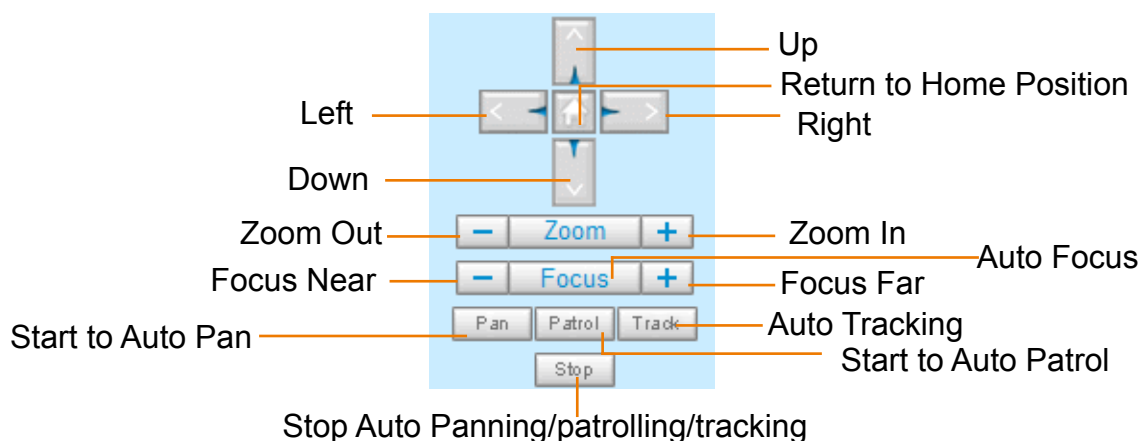 Up
Return to Home Position
Left
Right
Down
Zoom Out
− Zoom +
Zoom In
Auto Focus
Focus Near
− Focus +
Focus Far
Pan Patrol Track
Auto Tracking
Start to Auto Pan
Start to Auto Patrol
Stop
Stop Auto Panning/patrolling/tracking